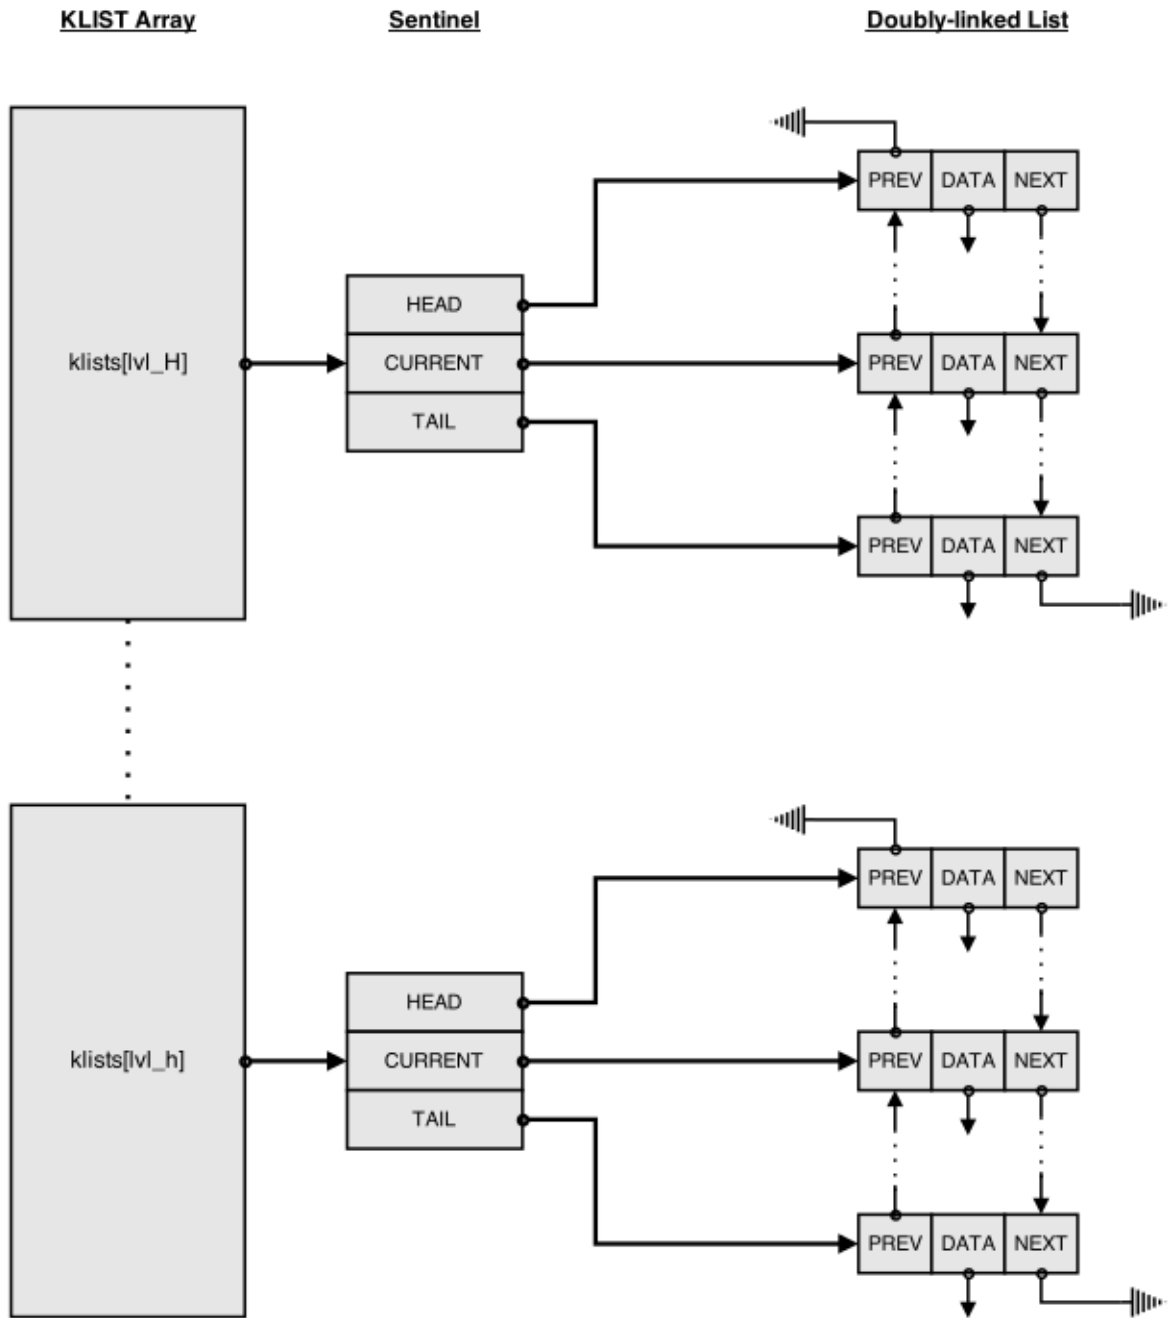 KLIST Array Sentinel Doubly-linked List
PREV DATA NEXT
HEAD
klists[lvl_H] CURRENT PREV DATA NEXT
TAIL
PREV DATA NEXT
PREV DATA NEXT
HEAD
klists[lvl_h] CURRENT PREV DATA NEXT
TAIL
PREV DATA NEXT